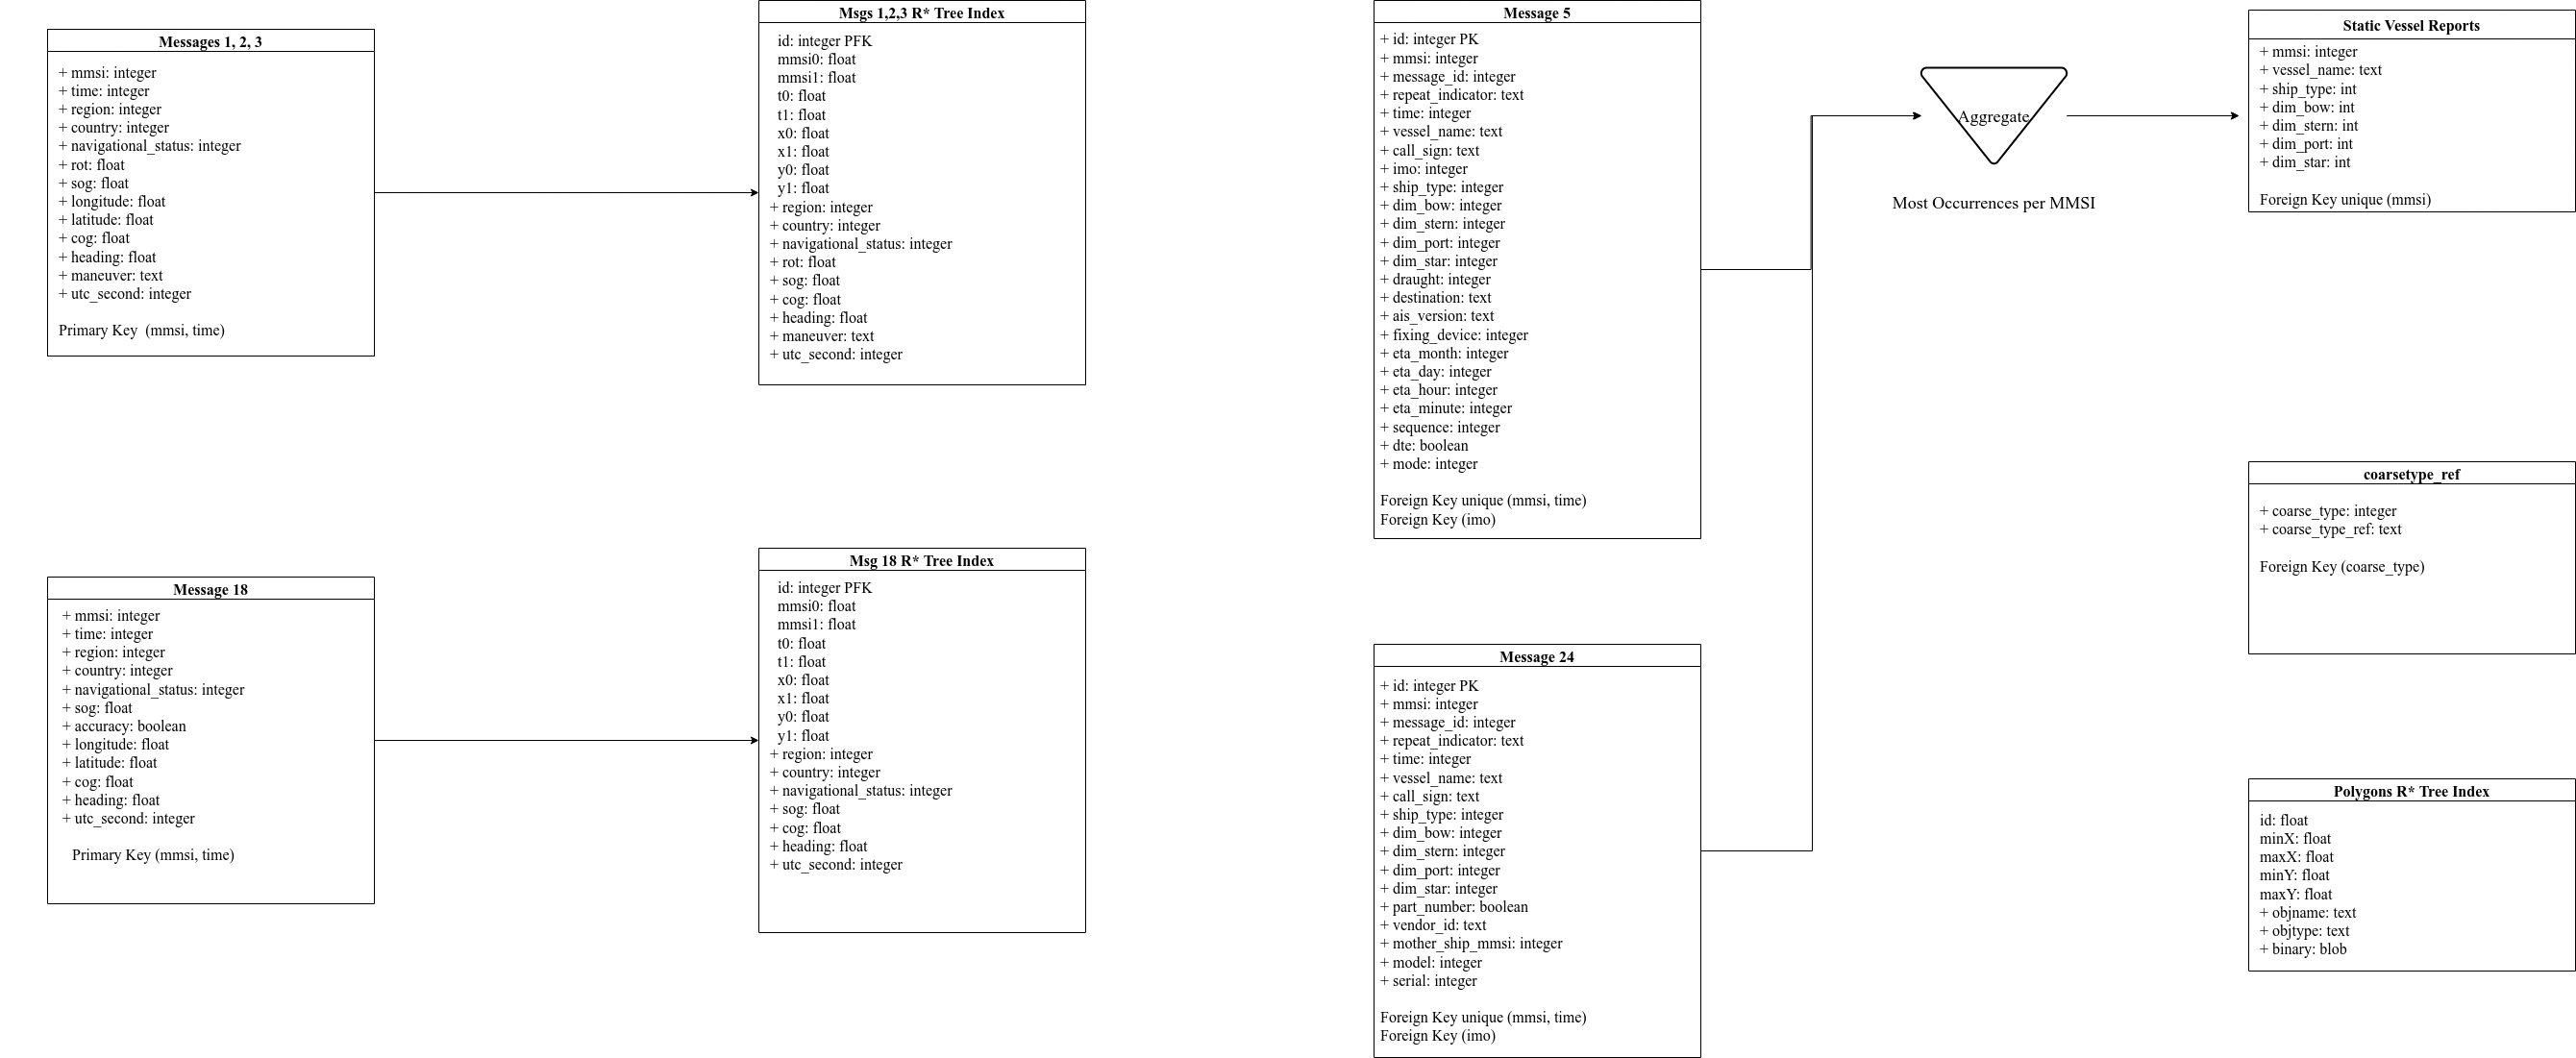 Messages 1, 2, 3
+ mmsi: integer
+ time: integer
+ region: integer
+ country: integer
+ navigational_status: integer
+ rot: float
+ sog: float
+ longitude: float
+ latitude: float
+ cog: float
+ heading: float
+ maneuver: text
+ utc_second: integer
Primary Key (mmsi, time)
Msgs 1,2,3 R* Tree Index
id: integer PFK
mmsi0: float
mmsi1: float
t0: float
t1: float
x0: float
x1: float
y0: float
y1: float
+ region: integer
+ country: integer
+ navigational_status: integer
+ rot: float
+ sog: float
+ cog: float
+ heading: float
+ maneuver: text
+ utc_second: integer
Message 18
+ mmsi: integer
+ time: integer
+ region: integer
+ country: integer
+ navigational_status: integer
+ sog: float
+ accuracy: boolean
+ longitude: float
+ latitude: float
+ cog: float
+ heading: float
+ utc_second: integer
Primary Key (mmsi, time)
Msg 18 R* Tree Index
id: integer PFK
mmsi0: float
mmsi1: float
t0: float
t1: float
x0: float
x1: float
y0: float
y1: float
+ region: integer
+ country: integer
+ navigational_status: integer
+ sog: float
+ cog: float
+ heading: float
+ utc_second: integer
Message 5
+ id: integer PK
+ mmsi: integer
+ message_id: integer
+ repeat_indicator: text
+ time: integer
+ vessel_name: text
+ call_sign: text
+ imo: integer
+ ship_type: integer
+ dim_bow: integer
+ dim_stern: integer
+ dim_port: integer
+ dim_star: integer
+ draught: integer
+ destination: text
+ ais_version: text
+ fixing_device: integer
+ eta_month: integer
+ eta_day: integer
+ eta_hour: integer
+ eta_minute: integer
+ sequence: integer
+ dte: boolean
+ mode: integer
Foreign Key unique (mmsi, time)
Foreign Key (imo)
Message 24
+ id: integer PK
+ mmsi: integer
+ message_id: integer
+ repeat_indicator: text
+ time: integer
+ vessel_name: text
+ call_sign: text
+ ship_type: integer
+ dim_bow: integer
+ dim_stern: integer
+ dim_port: integer
+ dim_star: integer
+ part_number: boolean
+ vendor_id: text
+ mother_ship_mmsi: integer
+ model: integer
+ serial: integer
Foreign Key unique (mmsi, time)
Foreign Key (imo)
Aggregate
Most Occurrences per MMSI
Static Vessel Reports
+ mmsi: integer
+ vessel_name: text
+ ship_type: int
+ dim_bow: int
+ dim_stern: int
+ dim_port: int
+ dim_star: int
Foreign Key unique (mmsi)
coarsetype_ref
+ coarse_type: integer
+ coarse_type_ref: text
Foreign Key (coarse_type)
Polygons R* Tree Index
id: float
minX: float
maxX: float
minY: float
maxY: float
+ objname: text
+ objtype: text
+ binary: blob